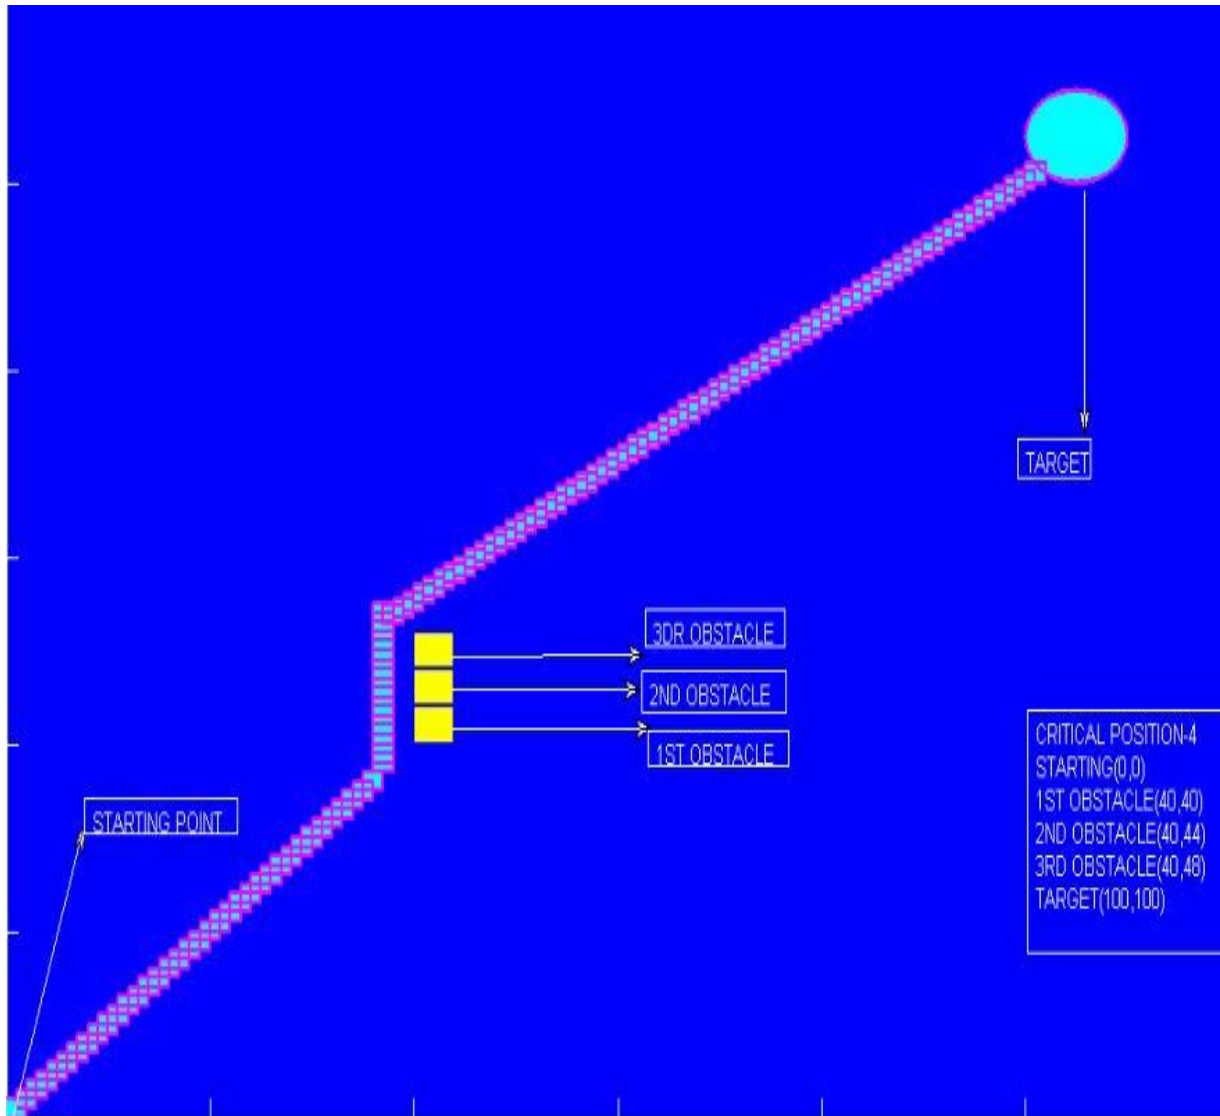 TARGET
3DR OBSTACLE
2ND OBSTACLE
1ST OBSTACLE
CRITICAL POSITION-4
STARTING(0,0)
1ST OBSTACLE(40,40)
2ND OBSTACLE(40,44)
3RD OBSTACLE(40,48)
TARGET(100,100)
STARTING POINT